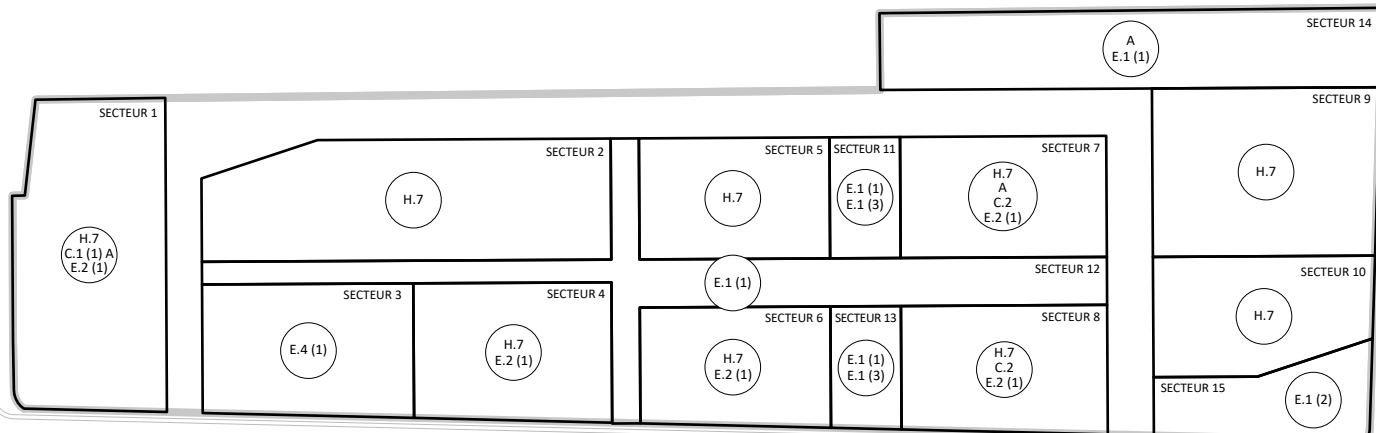 SECTEUR 14
A
E.1 (1)
SECTEUR 1
H.7
C.1 (1) A
E.2 (1)
SECTEUR 2
H.7
SECTEUR 5
H.7
SECTEUR 11
E.1 (1)
E.1 (3)
SECTEUR 7
H.7
A
C.2
E.2 (1)
SECTEUR 9
H.7
SECTEUR 12
E.1 (1)
SECTEUR 10
H.7
SECTEUR 3
E.4 (1)
SECTEUR 4
H.7
E.2 (1)
SECTEUR 6
H.7
E.2 (1)
SECTEUR 13
E.1 (1)
E.1 (3)
SECTEUR 8
H.7
C.2
E.2 (1)
SECTEUR 15
E.1 (2)